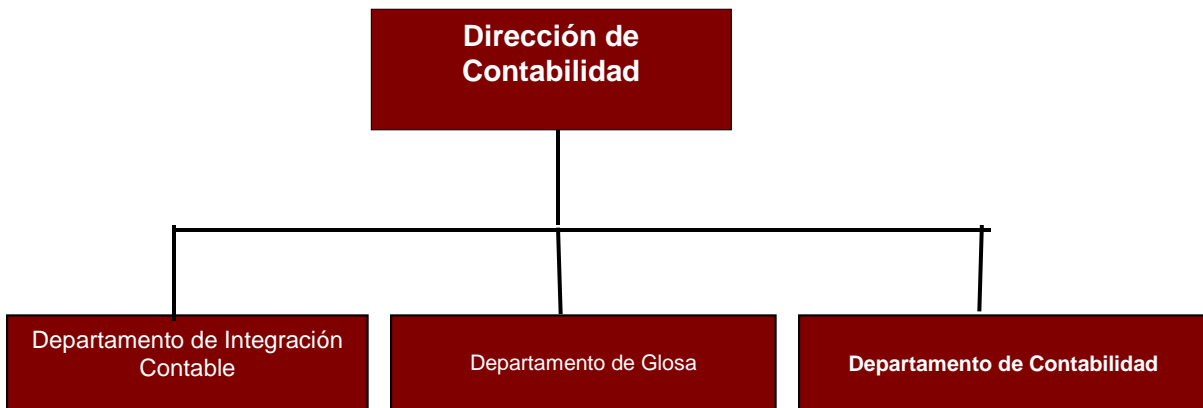 Dirección de
Contabilidad
Departamento de Integración
Contable
Departamento de Glosa
Departamento de Contabilidad